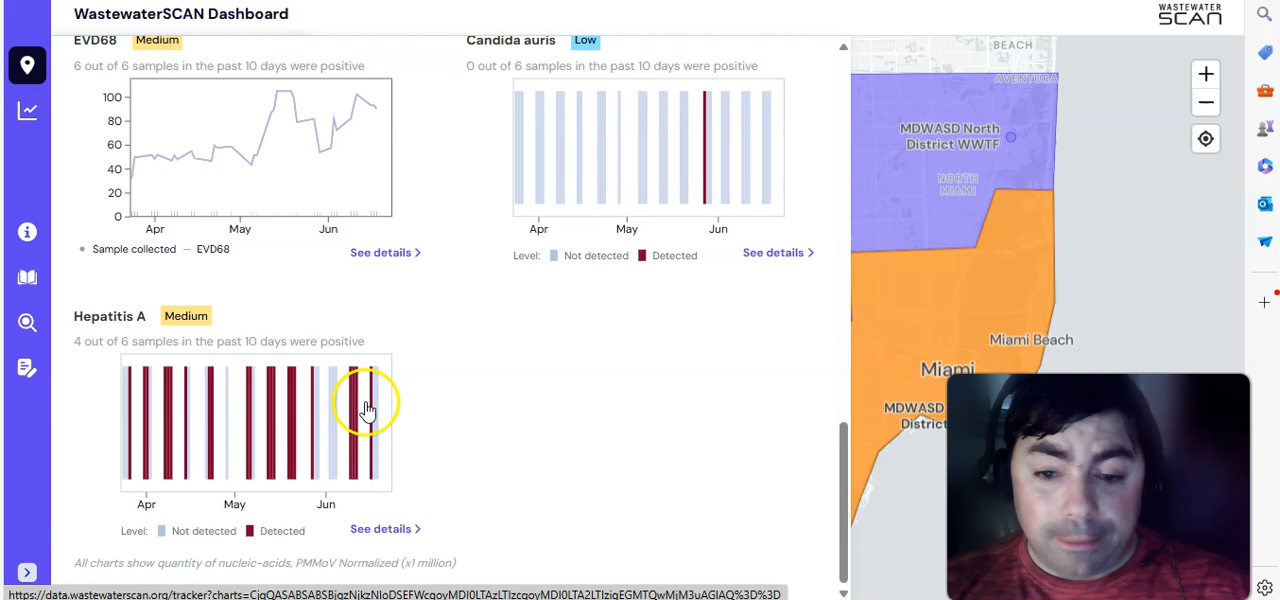 WastewaterSCAN Dashboard
WASTEWATER
SCAN
EVD68 Medium
6 out of 6 samples in the past 10 days were positive
100
80
60
40
20
0
Apr May Jun
Sample collected EVD68
See details >
Candida auris Low
0 out of 6 samples in the past 10 days were positive
Apr May Jun
Level: Not detected Detected
See details >
Hepatitis A Medium
4 out of 6 samples in the past 10 days were positive
Apr May Jun
Level: Not detected Detected
See details >
All charts show quantity of nucleic-acids, PMMoV Normalized (x1 million)
BEACH
AVENTURA
MDWASD North
District WWTF
NORTH
MIAMI
Miami Beach
Miami
MDWASD
District